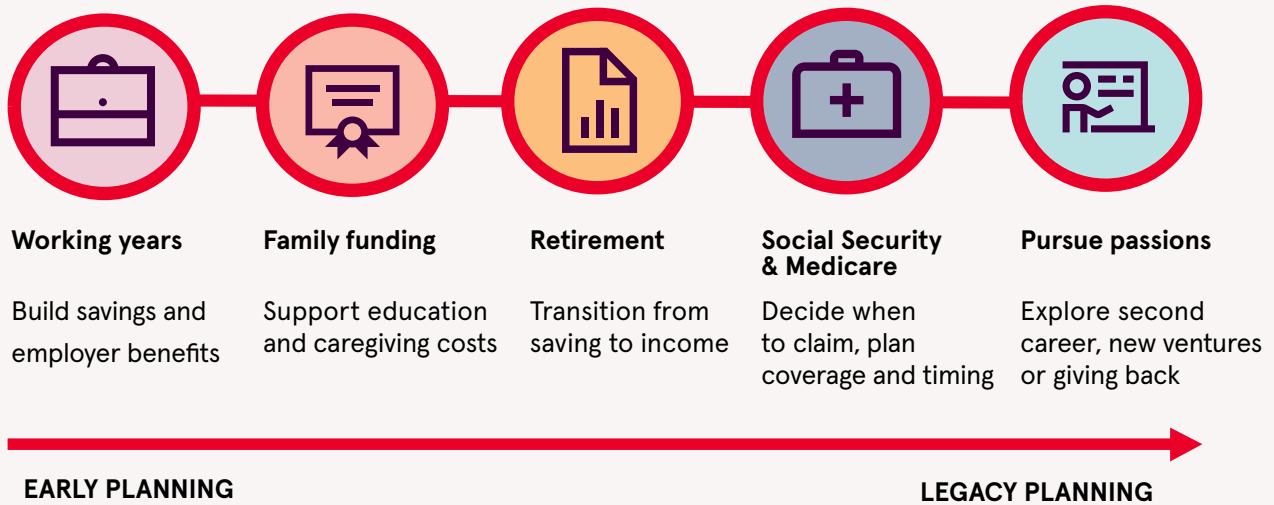 Working years
Build savings and
employer benefits
Family funding
Support education
and caregiving costs
Retirement
Transition from
saving to income
Social Security
& Medicare
Decide when
to claim, plan
coverage and timing
Pursue passions
Explore second
career, new ventures
or giving back
EARLY PLANNING
LEGACY PLANNING